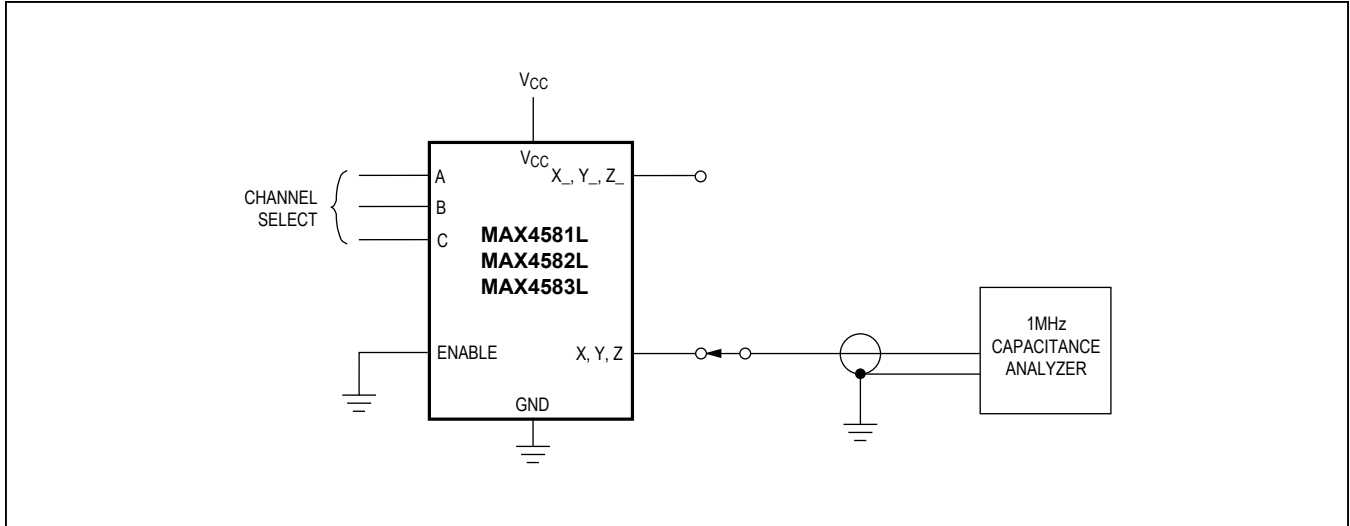 VCC
VCC
X_, Y_, Z_
A
CHANNEL
SELECT
B
C
MAX4581L
MAX4582L
MAX4583L
ENABLE
X, Y, Z
GND
1MHz
CAPACITANCE
ANALYZER